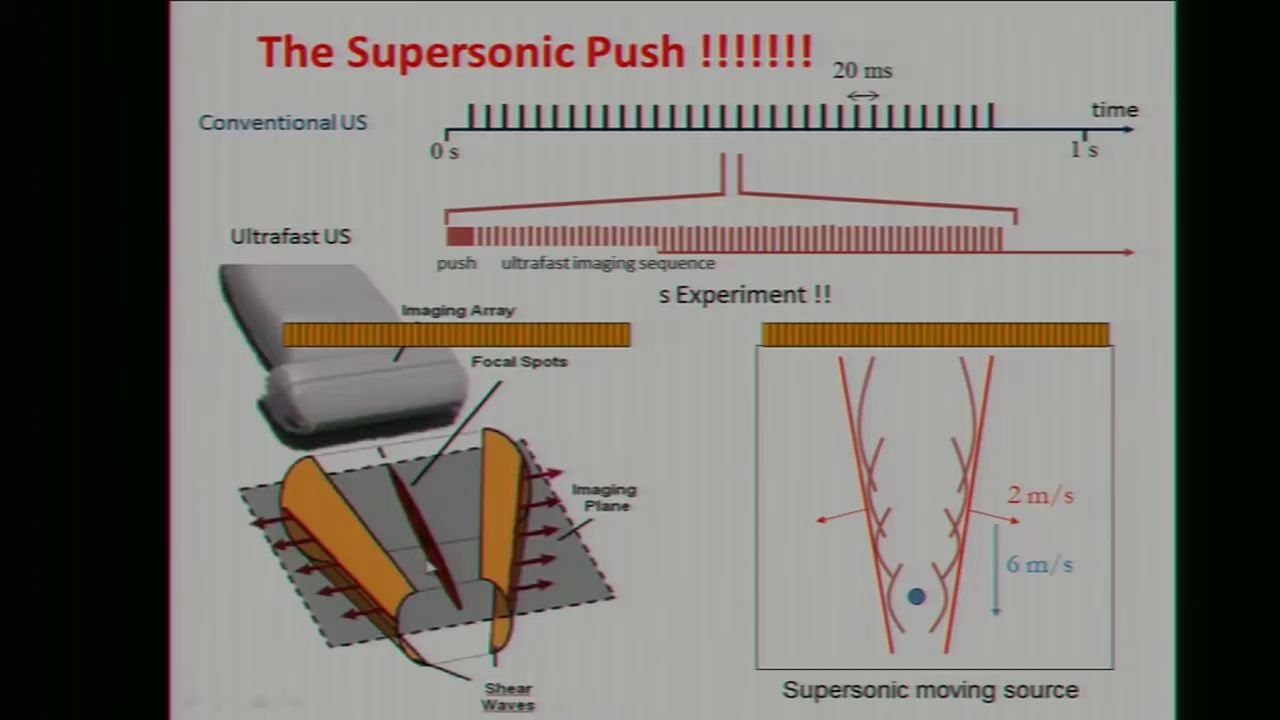 The Supersonic Push !!!!!!!
20 ms
Conventional US
time
0 s
1 s
Ultrafast US
push
ultrafast imaging sequence
s Experiment !!
Imaging Array
Focal Spots
Imaging
Plane
2 m/s
6 m/s
Shear
Waves
Supersonic moving source